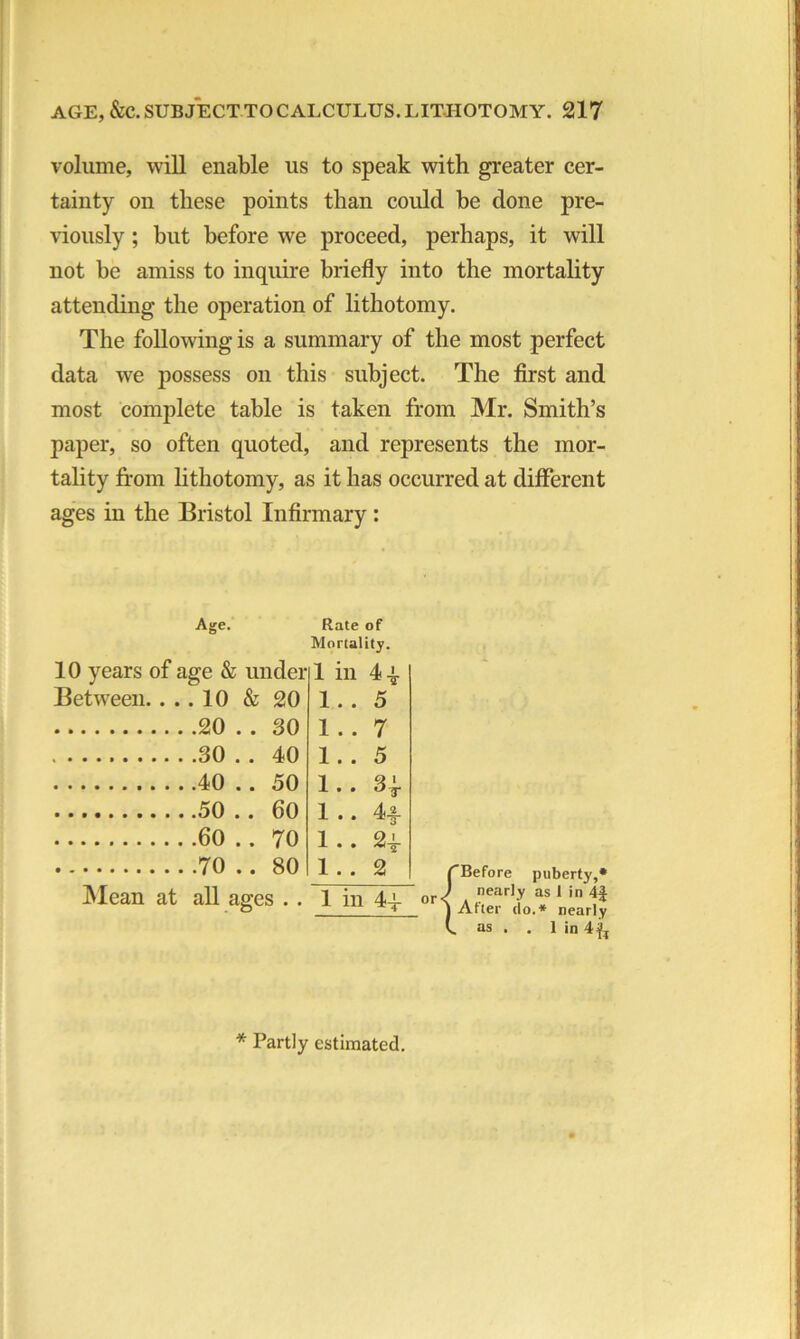 AGE, &c. SUBJECT TO CALCULUS. LITHOTOMY. 217
volume, will enable us to speak with greater cer-
tainty on these points than could be done pre-
viously; but before we proceed, perhaps, it will
not be amiss to inquire briefly into the mortality
attending the operation of lithotomy.
The following is a summary of the most perfect
data we possess on this subject. The first and
most complete table is taken from Mr. Smith's
paper, so often quoted, and represents the mor-
tality from lithotomy, as it has occurred at different
ages in the Bristol Infirmary:
Age. Rate of
Mortality.
10 years of age & under 1 in 4½
Between.... 10 & 20 1 .. 5
............20 .. 30 1 .. 7
............30 .. 40 1 .. 5
............40 .. 50 1 .. 3⅓
............50 .. 60 1 .. 4⅔
............60 .. 70 1 .. 2½
............70 .. 80 1 .. 2
Mean at all ages .. 1 in 4¼ or
Before puberty,*
nearly as 1 in 4
After do.* nearly
as . . 1 in 4
* Partly estimated.